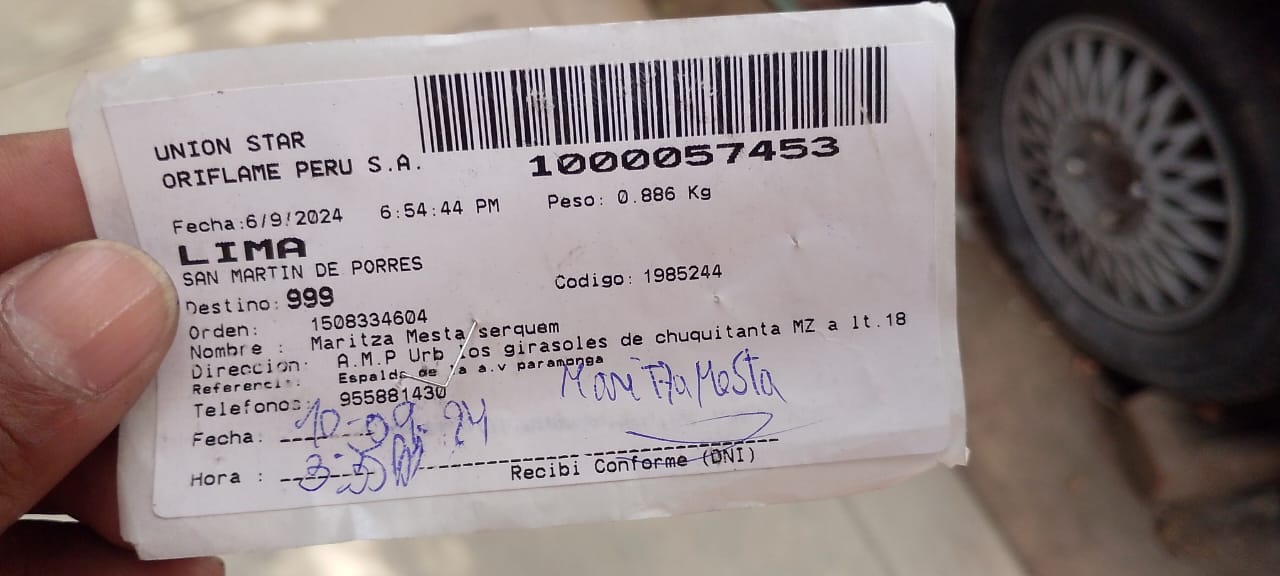 UNION STAR
ORIFLAME PERU S.A.
1000057453
Fecha:6/9/2024 6:54:44 PM Peso: 0.886 Kg
LIMA
SAN MARTIN DE PORRES
Destino: 999 Codigo: 1985244
Orden: 1508334604
Nombre : Maritza Mesta serquem
Direccion: A.M.P Urb los girasoles de chuquitanta MZ a lt.18
Referenci: Espalda de la a.v paramonga
Telefonos: 955881430
Maritza Mesta
Fecha: 10-09-24
Hora : 3:35
Recibi Conforme (DNI)